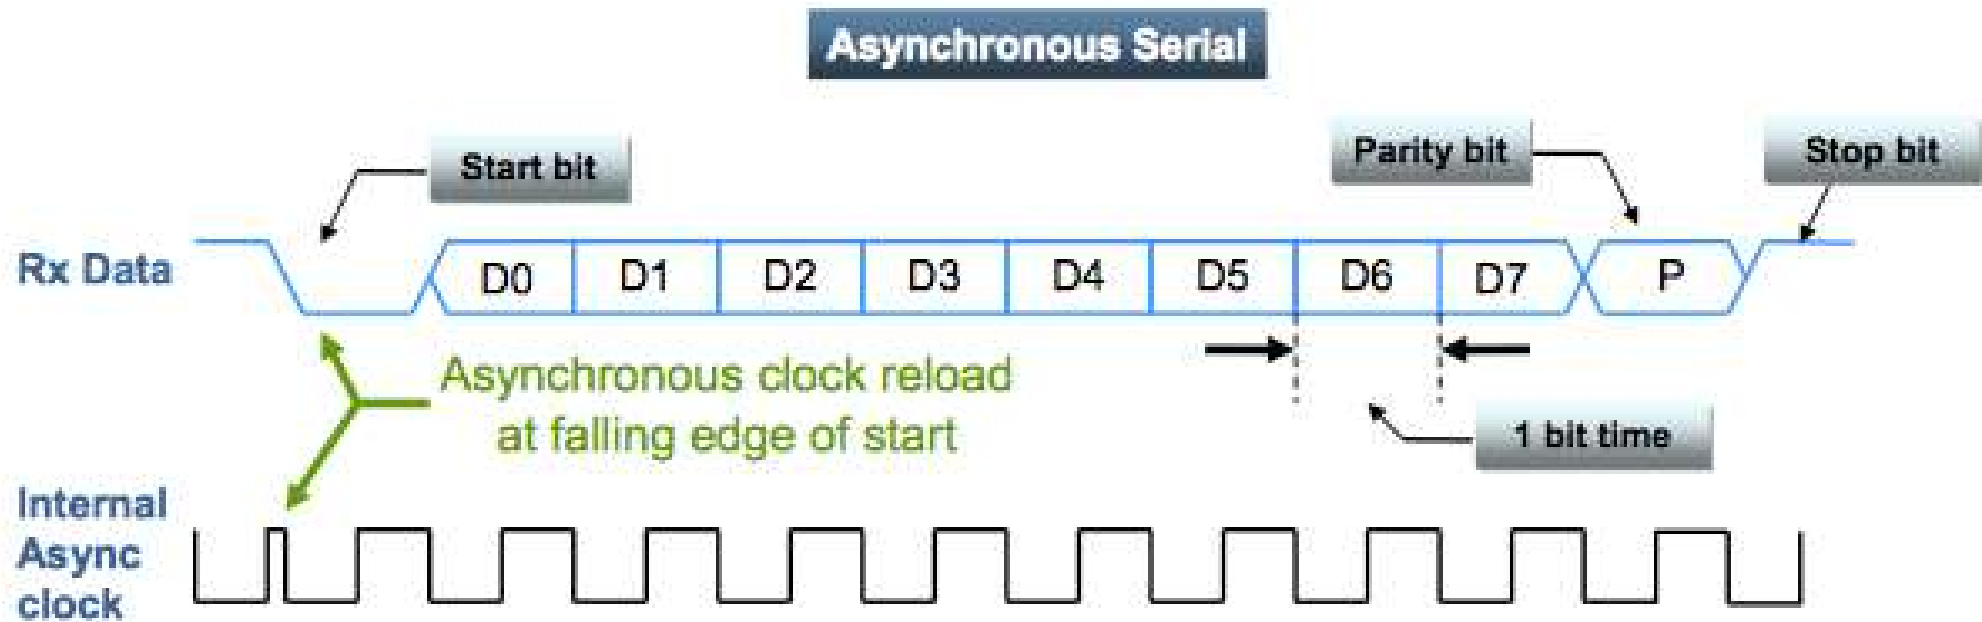 Asynchronous Serial
Start bit
Parity bit
Stop bit
Rx Data
D0 D1 D2 D3 D4 D5 D6 D7 P
Asynchronous clock reload
at falling edge of start
1 bit time
Internal
Async
clock